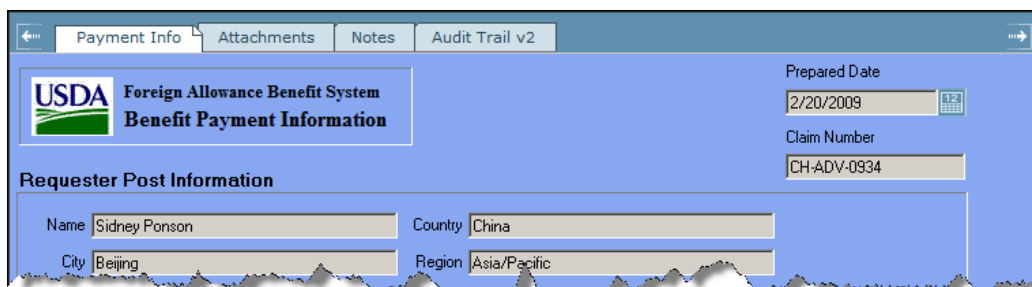 Payment Info Attachments Notes Audit Trail v2
USDA
Foreign Allowance Benefit System
Benefit Payment Information
Prepared Date
2/20/2009
12
Claim Number
CH-ADV-0934
Requester Post Information
Name Sidney Ponson Country China
City Beijing Region Asia/Pacific